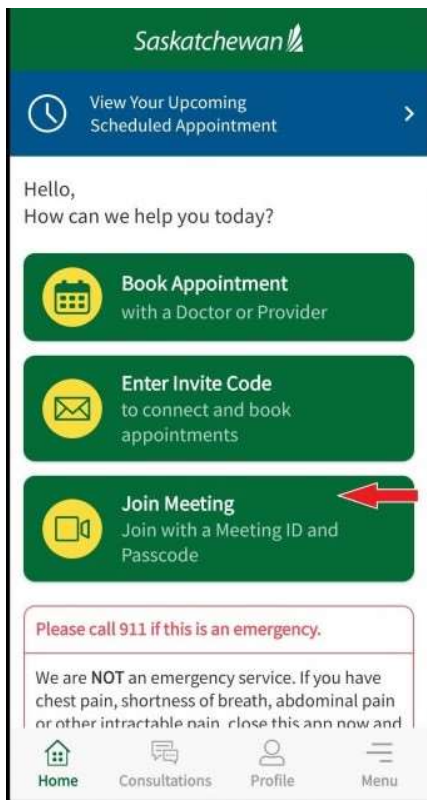 Saskatchewan
View Your Upcoming
Scheduled Appointment
Hello,
How can we help you today?
Book Appointment
with a Doctor or Provider
Enter Invite Code
to connect and book
appointments
Join Meeting
Join with a Meeting ID and
Passcode
Please call 911 if this is an emergency.
We are NOT an emergency service. If you have
chest pain, shortness of breath, abdominal pain
or other intractable pain, close this app now and
Home
Consultations
Profile
Menu